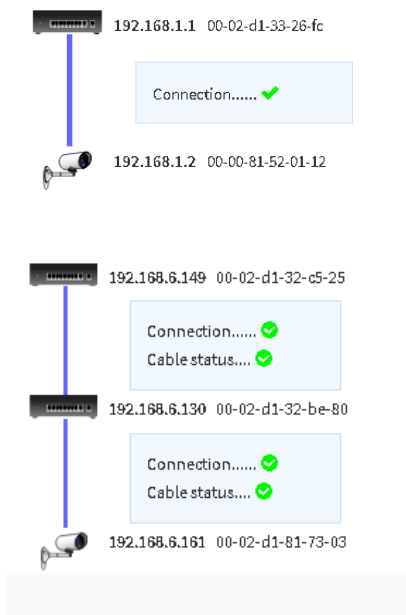 192.168.1.1 00-02-d1-33-26-fc
Connection......
192.168.1.2 00-00-81-52-01-12
192.168.6.149 00-02-d1-32-c5-25
Connection......
Cable status....
192.168.6.130 00-02-d1-32-be-80
Connection......
Cable status....
192.168.6.161 00-02-d1-81-73-03